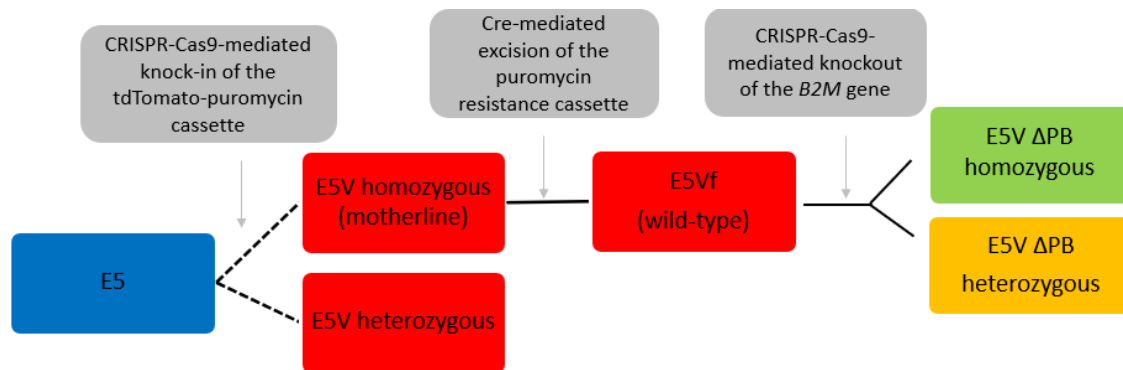 CRISPR-Cas9-mediated
knock-in of the
tdTomato-puromycin
cassette
Cre-mediated
excision of the
puromycin
resistance cassette
CRISPR-Cas9-
mediated knockout
of the B2M gene
E5
E5V homozygous
(motherline)
E5V heterozygous
E5Vf
(wild-type)
E5V ΔPB
homozygous
E5V ΔPB
heterozygous